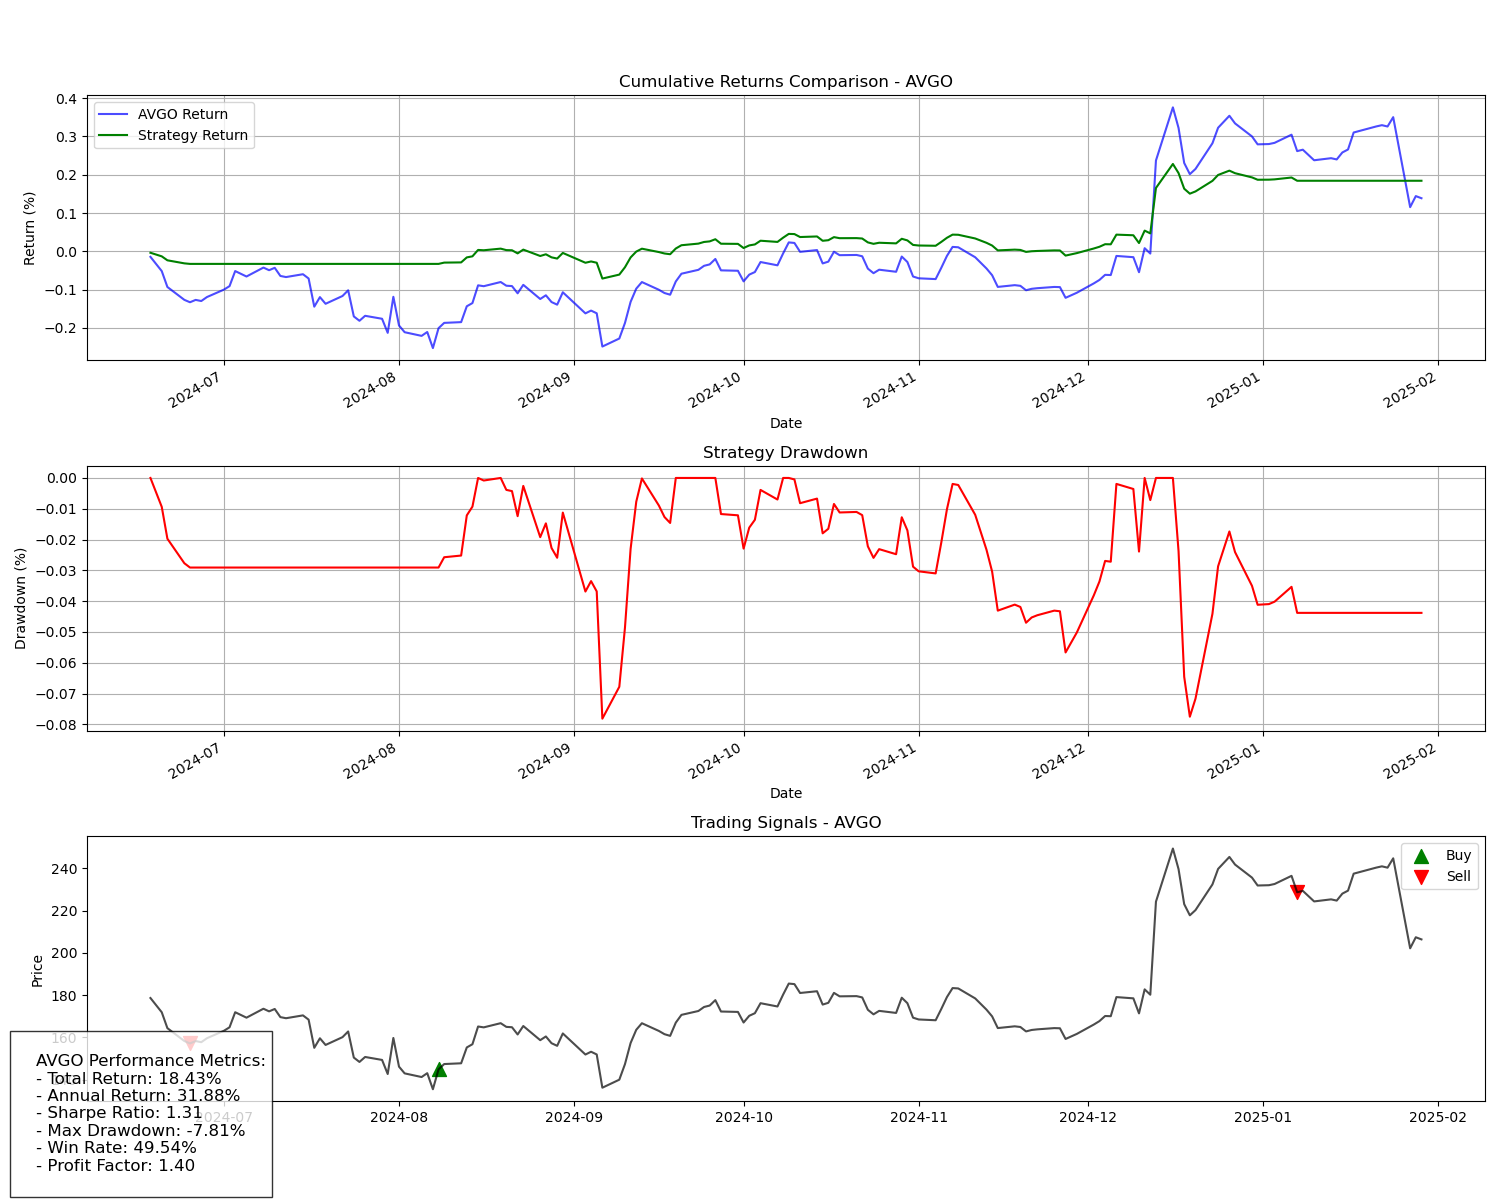 Cumulative Returns Comparison - AVGO
0.4
0.3
0.2
0.1
0.0
−0.1
−0.2
Return (%)
AVGO Return
Strategy Return
2024-07 2024-08 2024-09 2024-10 2024-11 2024-12 2025-01 2025-02
Date
Strategy Drawdown
0.00
−0.01
−0.02
−0.03
−0.04
−0.05
−0.06
−0.07
−0.08
Drawdown (%)
2024-07 2024-08 2024-09 2024-10 2024-11 2024-12 2025-01 2025-02
Date
Trading Signals - AVGO
240
220
200
180
160
Price
Buy
Sell
2024-07 2024-08 2024-09 2024-10 2024-11 2024-12 2025-01 2025-02
AVGO Performance Metrics:
- Total Return: 18.43%
- Annual Return: 31.88%
- Sharpe Ratio: 1.31
- Max Drawdown: -7.81%
- Win Rate: 49.54%
- Profit Factor: 1.40